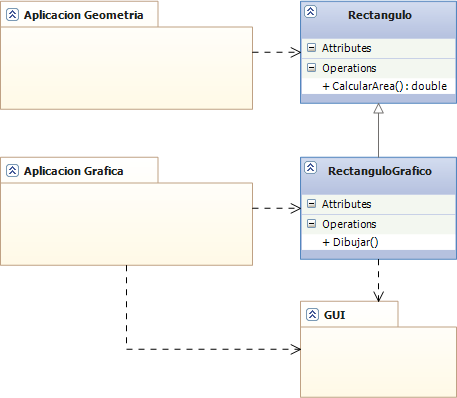 Aplicacion Geometria
Rectangulo
Attributes
Operations
+ CalcularArea() : double
Aplicacion Grafica
RectanguloGrafico
Attributes
Operations
+ Dibujar()
GUI